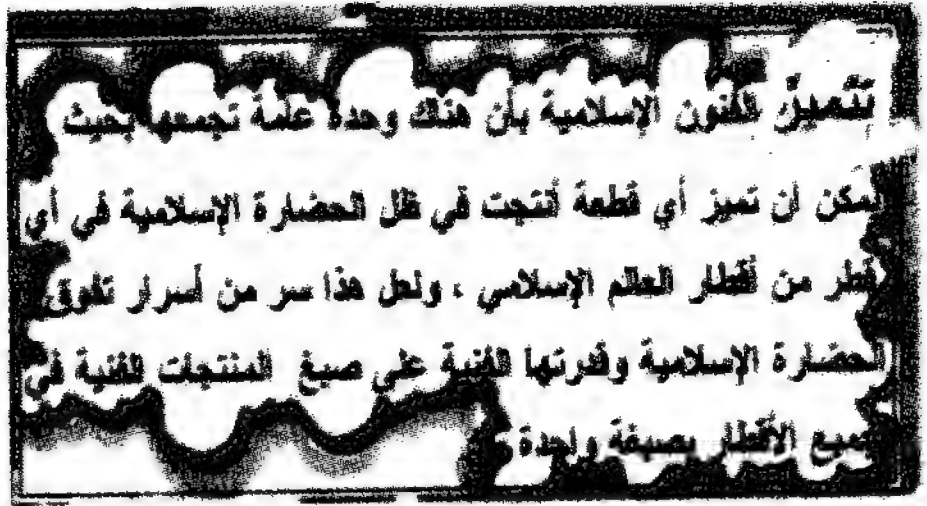 تتميز الفنون الإسلامية بأن هناك وحدة عامة تجمعها بحيث
يمكن أن تميز أي قطعة أنتجت في ظل الحضارة الإسلامية في أي
قطر من أقطار العالم الإسلامي ، ولعل هذا سر من أسرار تفوق
الحضارة الإسلامية وقدرتها الفنية على صبغ المنتجات الفنية في
جميع الأقطار بصبغة واحدة